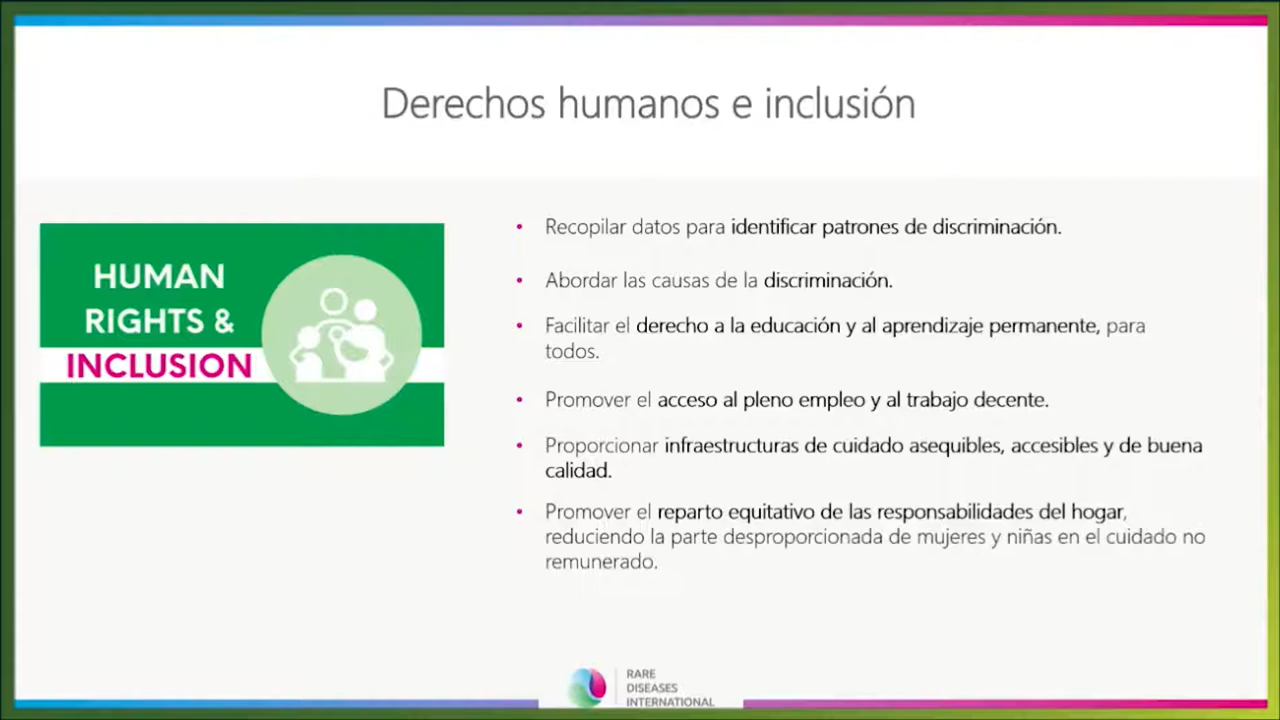 Derechos humanos e inclusión
HUMAN
RIGHTS &
INCLUSION
• Recopilar datos para identificar patrones de discriminación.
• Abordar las causas de la discriminación.
• Facilitar el derecho a la educación y al aprendizaje permanente, para
todos.
• Promover el acceso al pleno empleo y al trabajo decente.
• Proporcionar infraestructuras de cuidado asequibles, accesibles y de buena
calidad.
• Promover el reparto equitativo de las responsabilidades del hogar,
reduciendo la parte desproporcionada de mujeres y niñas en el cuidado no
remunerado.
RARE
DISEASES
INTERNATIONAL